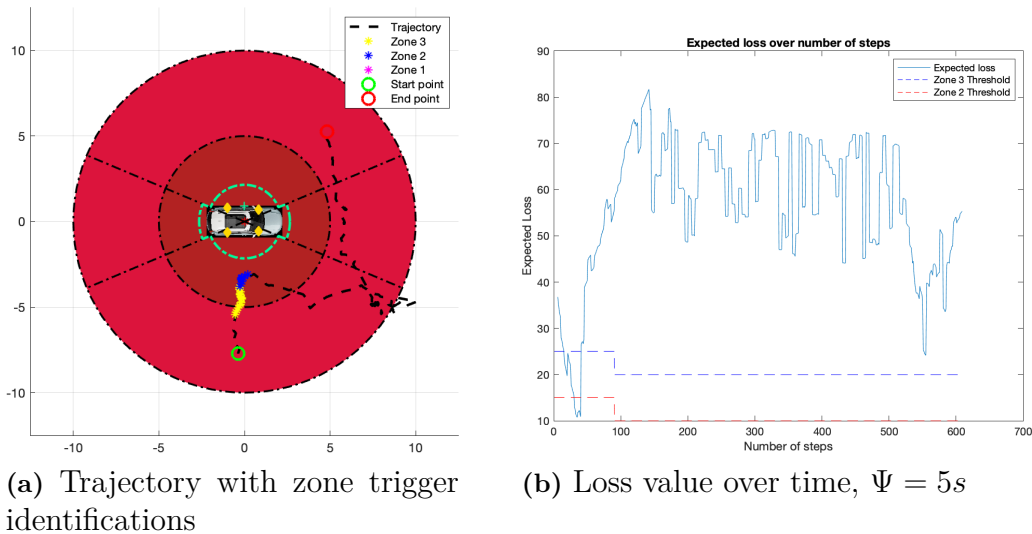 Trajectory
Zone 3
Zone 2
Zone 1
Start point
End point
10
5
0
-5
-10
-10
-5
0
5
10
(a) Trajectory with zone trigger
identifications
Expected loss over number of steps
Expected loss
Zone 3 Threshold
Zone 2 Threshold
Expected Loss
90
80
70
60
50
40
30
20
10
0
100
200
300
400
500
600
700
Number of steps
(b) Loss value over time, Ψ = 5s